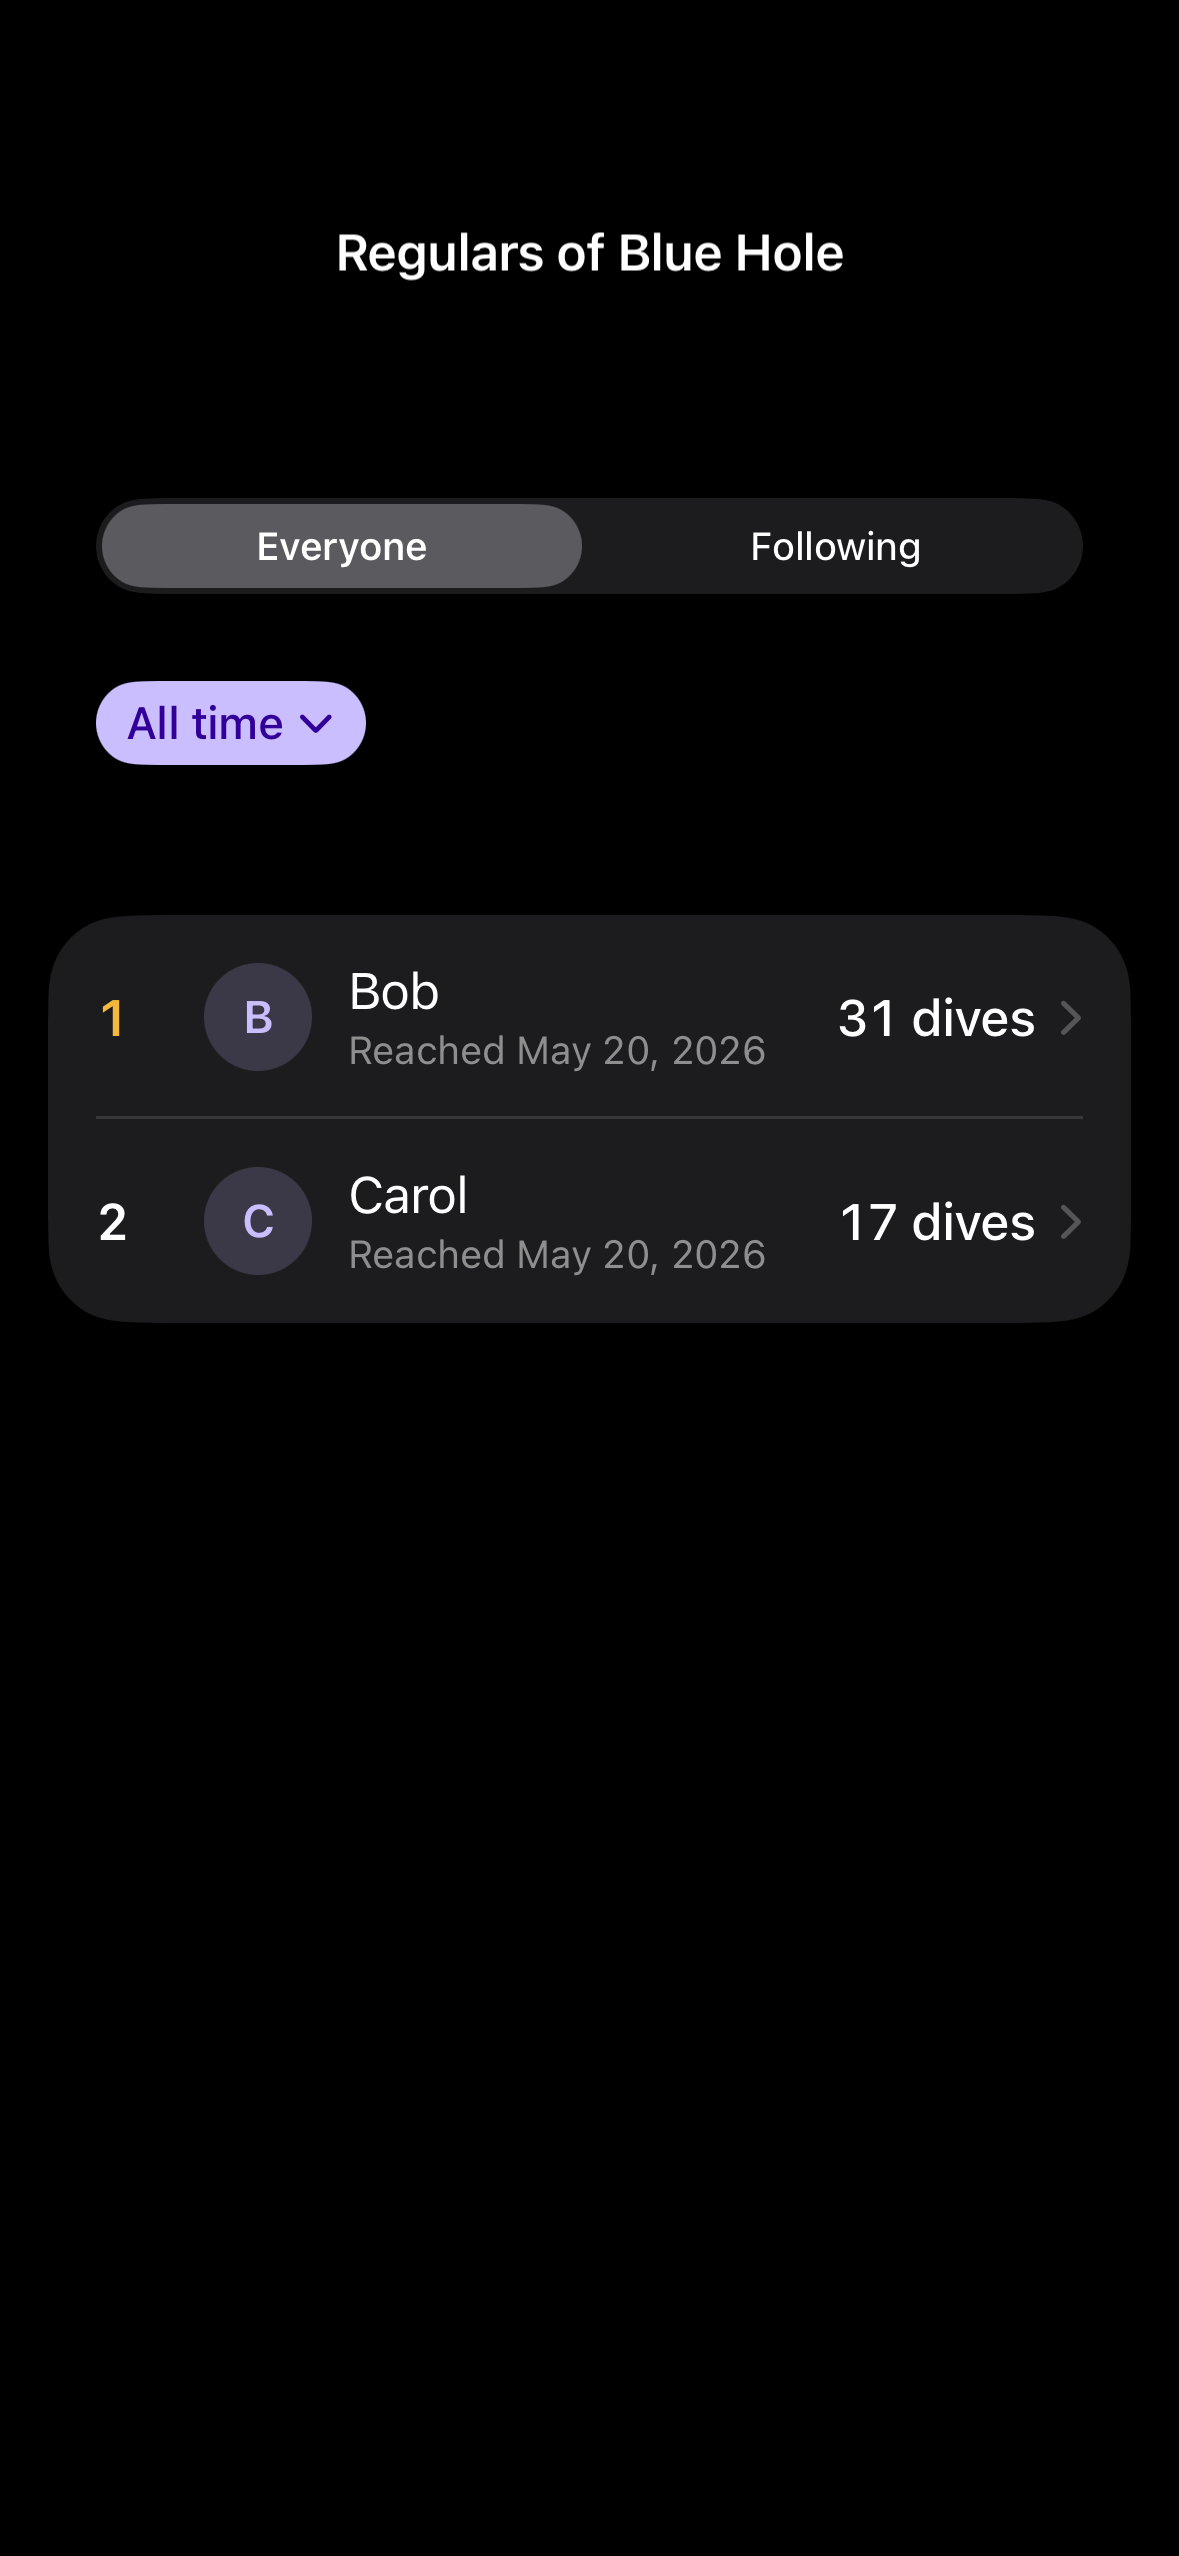 Regulars of Blue Hole
Everyone
Following
All time
1
B
Bob
Reached May 20, 2026
31 dives
2
C
Carol
Reached May 20, 2026
17 dives